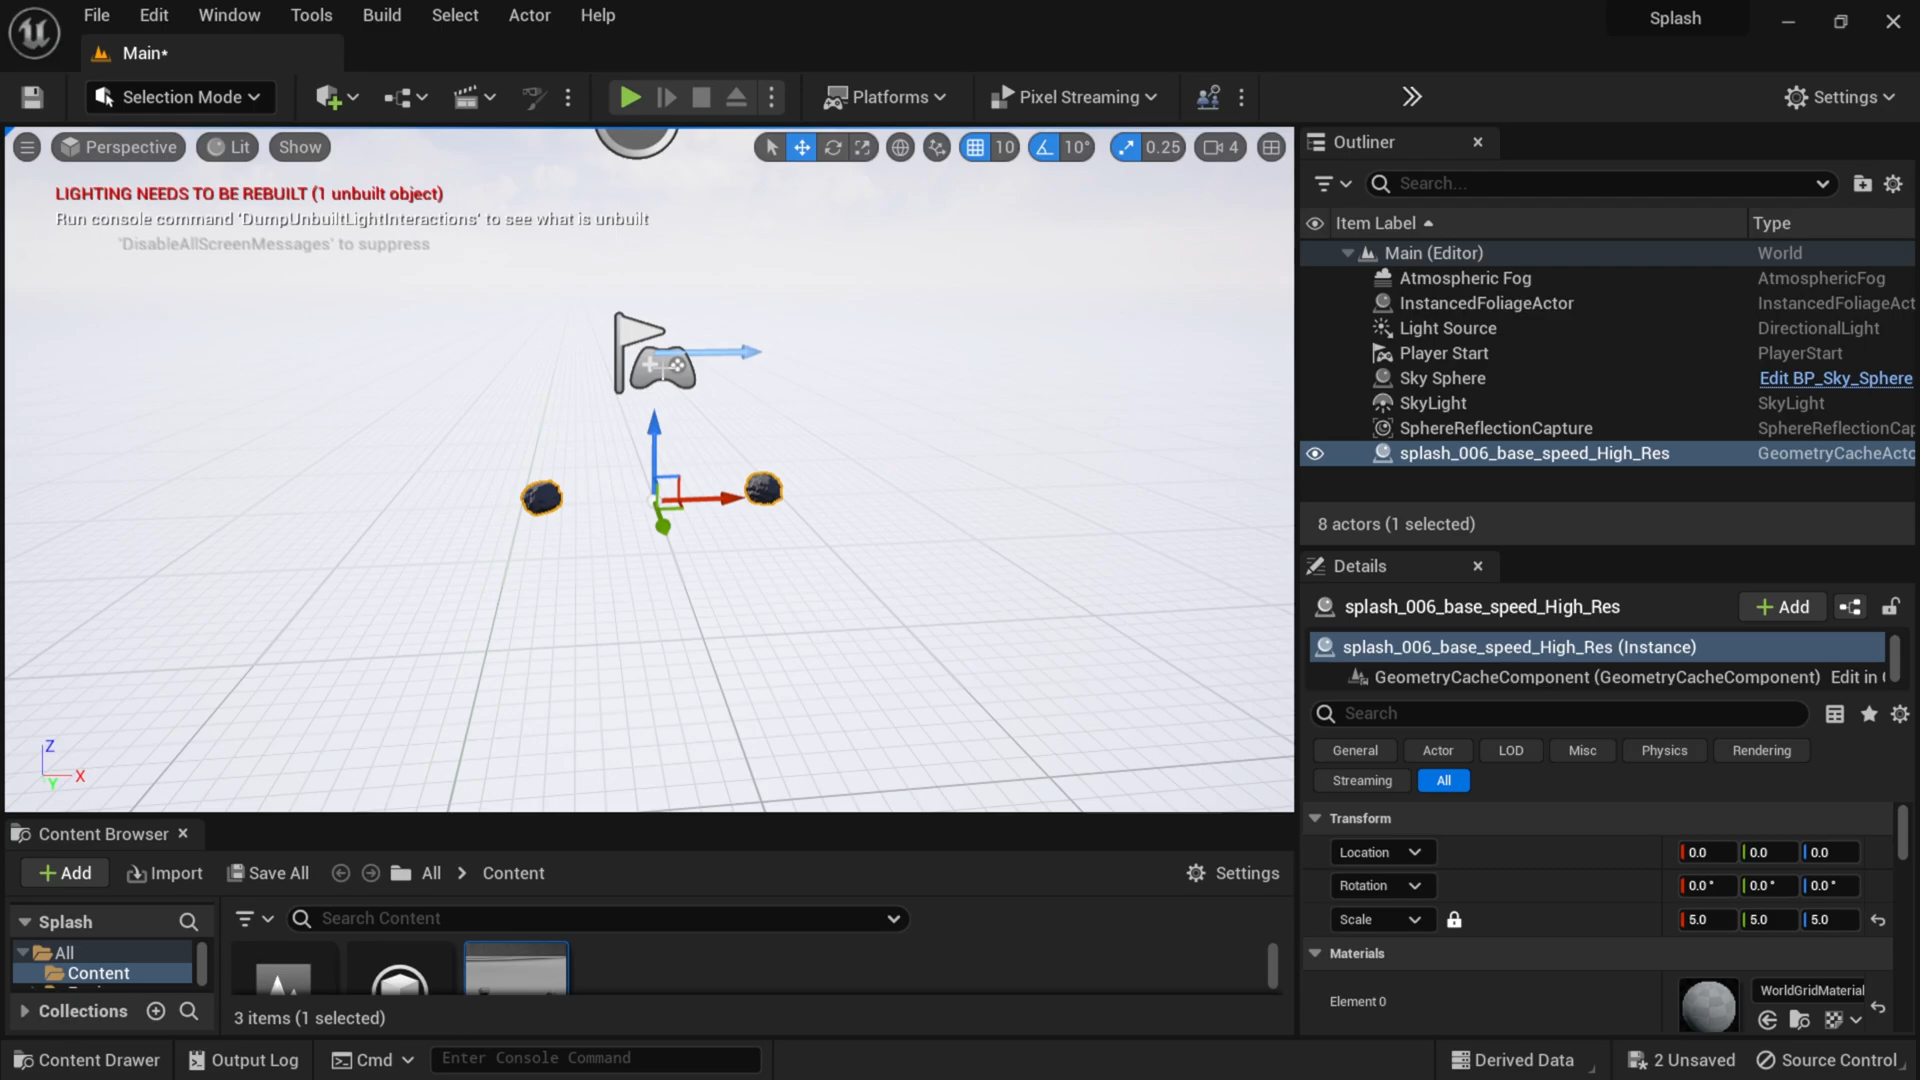 File Edit Window Tools Build Select Actor Help
Splash
Main•
Selection Mode
Platforms
Pixel Streaming
Settings
Perspective
Lit
Show
10
10°
0.25
4
LIGHTING NEEDS TO BE REBUILT (1 unbuilt object)
Run console command 'DumpUnbuiltLightInteractions' to see what is unbuilt
'DisableAllScreenMessages' to suppress
Z
X
Y
Outliner
Search...
Item Label
Type
Main (Editor) World
Atmospheric Fog AtmosphericFog
InstancedFoliageActor InstancedFoliageAct
Light Source DirectionalLight
Player Start PlayerStart
Sky Sphere Edit BP_Sky_Sphere
SkyLight SkyLight
SphereReflectionCapture SphereReflectionCap
splash_006_base_speed_High_Res GeometryCacheActo
8 actors (1 selected)
Details
splash_006_base_speed_High_Res
Add
splash_006_base_speed_High_Res (Instance)
GeometryCacheComponent (GeometryCacheComponent) Edit in
Search
General Actor LOD Misc Physics Rendering
Streaming All
Transform
Location 0.0 0.0 0.0
Rotation 0.0° 0.0° 0.0°
Scale 5.0 5.0 5.0
Materials
Element 0
WorldGridMaterial
Content Browser
Add
Import
Save All
All
Content
Settings
Splash
All
Content
Collections
Search Content
3 items (1 selected)
Content Drawer
Output Log
Cmd
Enter Console Command
Derived Data
2 Unsaved
Source Control